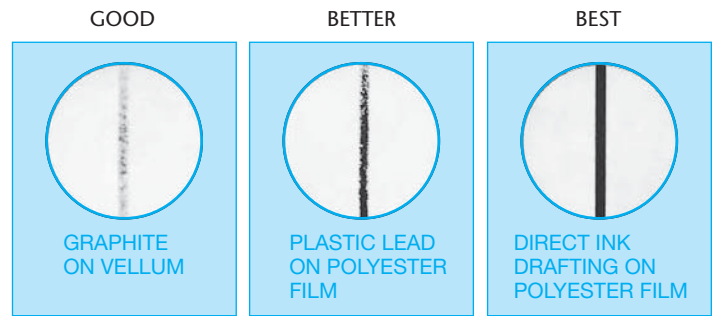 GOOD
BETTER
BEST
GRAPHITE
ON VELLUM
PLASTIC LEAD
ON POLYESTER
FILM
DIRECT INK
DRAFTING ON
POLYESTER FILM